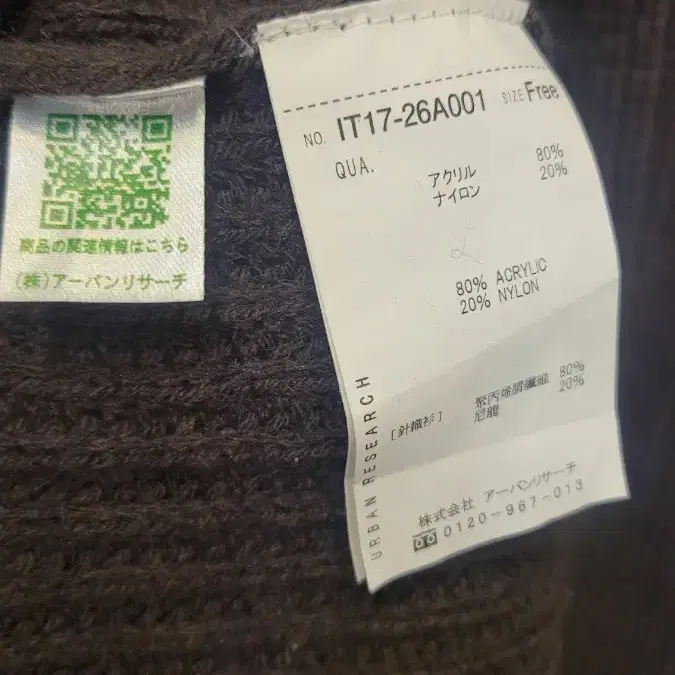 商品の関連情報はこちら
(株)アーバンリサーチ
NO. IT17-26A001 SIZE Free
QUA.
アクリル 80%
ナイロン 20%
80% ACRYLIC
20% NYLON
[針織衫]
聚丙烯腈纖維 80%
尼龍 20%
URBAN RESEARCH
株式会社 アーバンリサーチ
0120-967-013